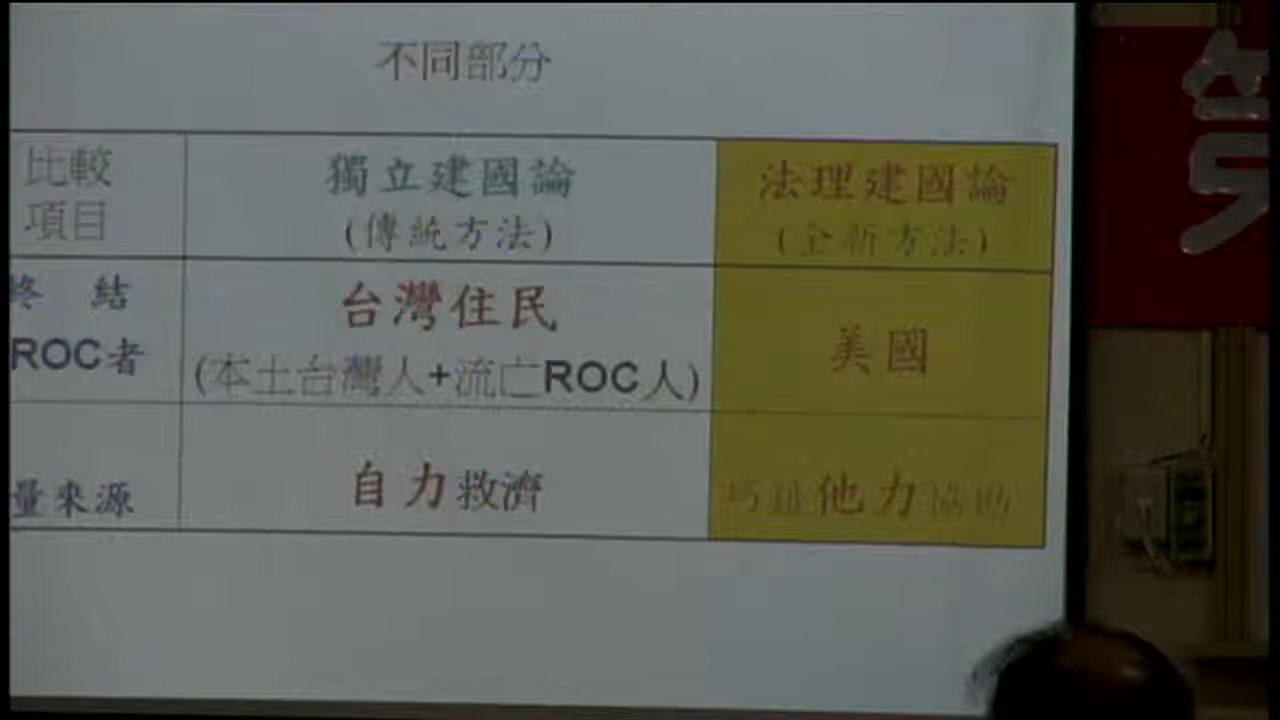 不同部分
比較
項目
獨立建國論
(傳統方法)
法理建國論
(全新方法)
終 結
ROC者
台灣住民
(本土台灣人+流亡ROC人)
美國
量來源
自力救濟
他力協助
第